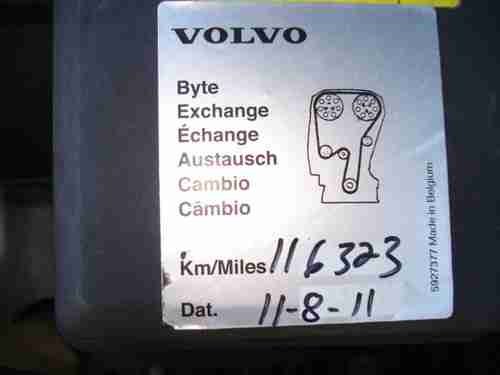 VOLVO
Byte
Exchange
Échange
Austausch
Cambio
Câmbio
Km/Miles 116323
Dat. 11-8-11
5927377 Made in Belgium